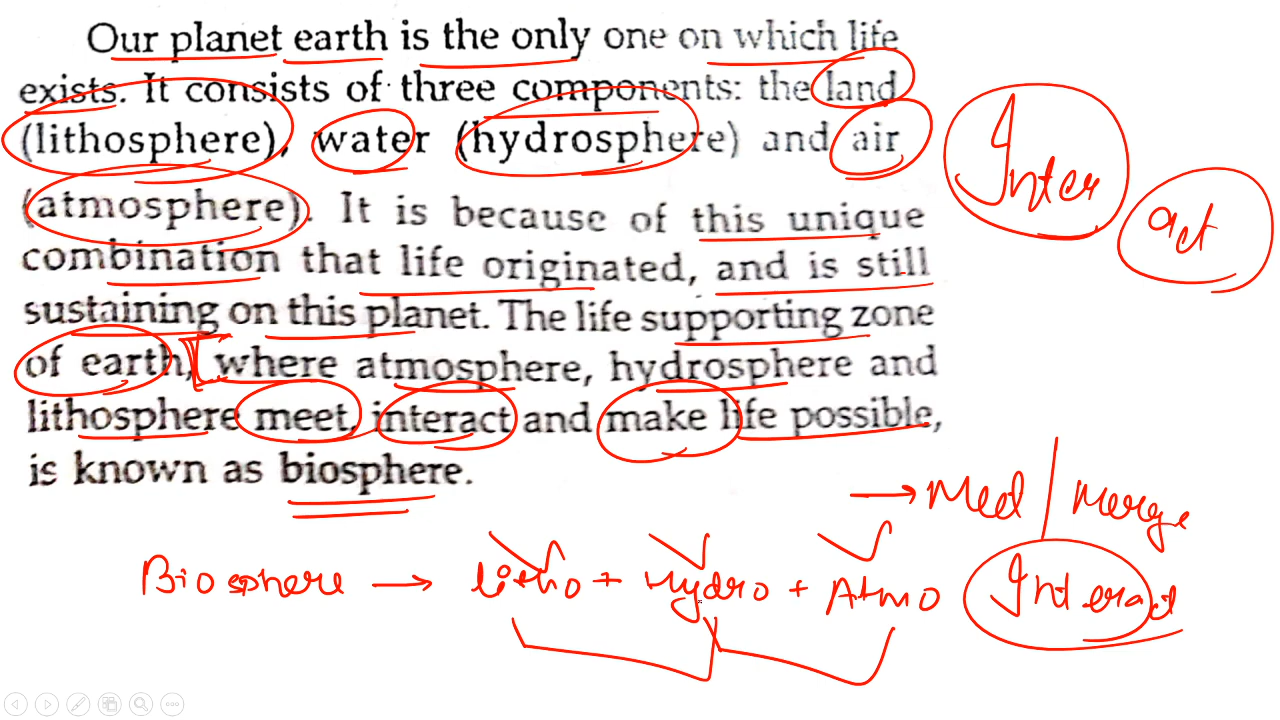 Our planet earth is the only one on which life
exists. It consists of three components: the land
(lithosphere), water (hydrosphere) and air
(atmosphere). It is because of this unique
combination that life originated, and is still
sustaining on this planet. The life supporting zone
of earth, where atmosphere, hydrosphere and
lithosphere meet, interact and make life possible,
is known as biosphere.
Inter
act
→ Meet / Merge
Biosphere → Litho + Hydro + Atmo Interact